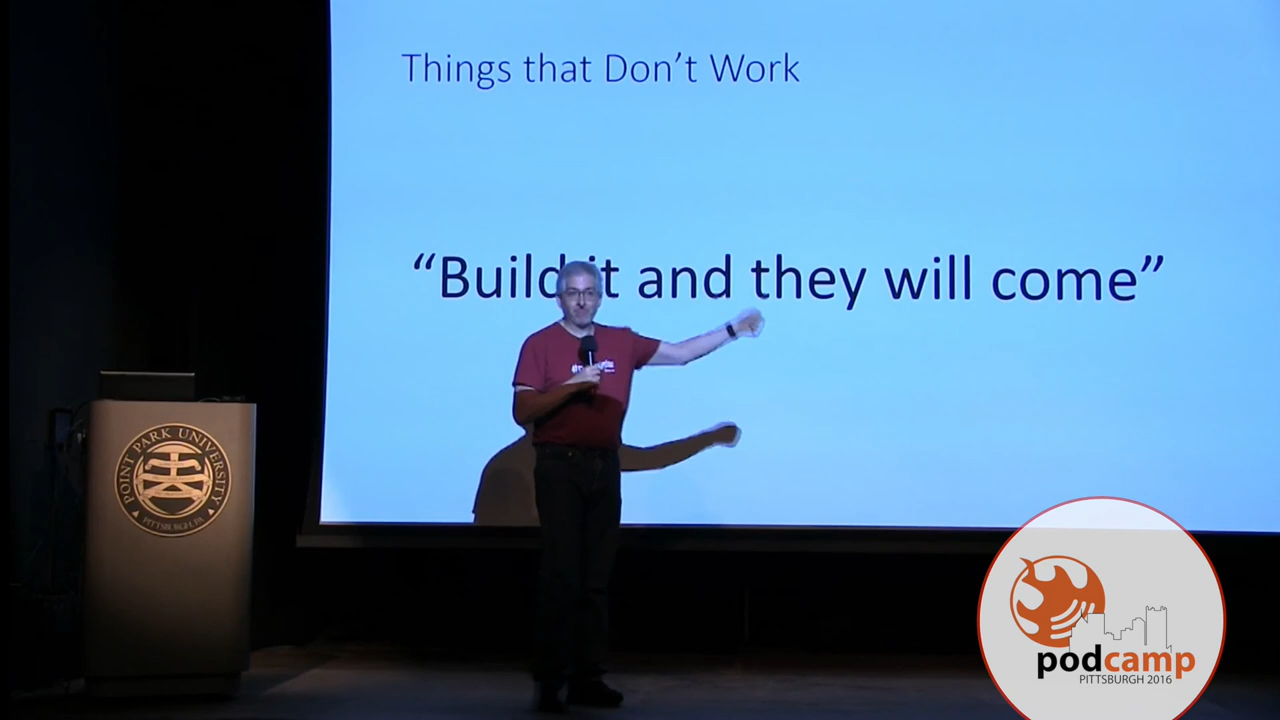 Things that Don’t Work
“Build it and they will come”
POINT PARK UNIVERSITY
PITTSBURGH, PA
podcamp
PITTSBURGH 2016